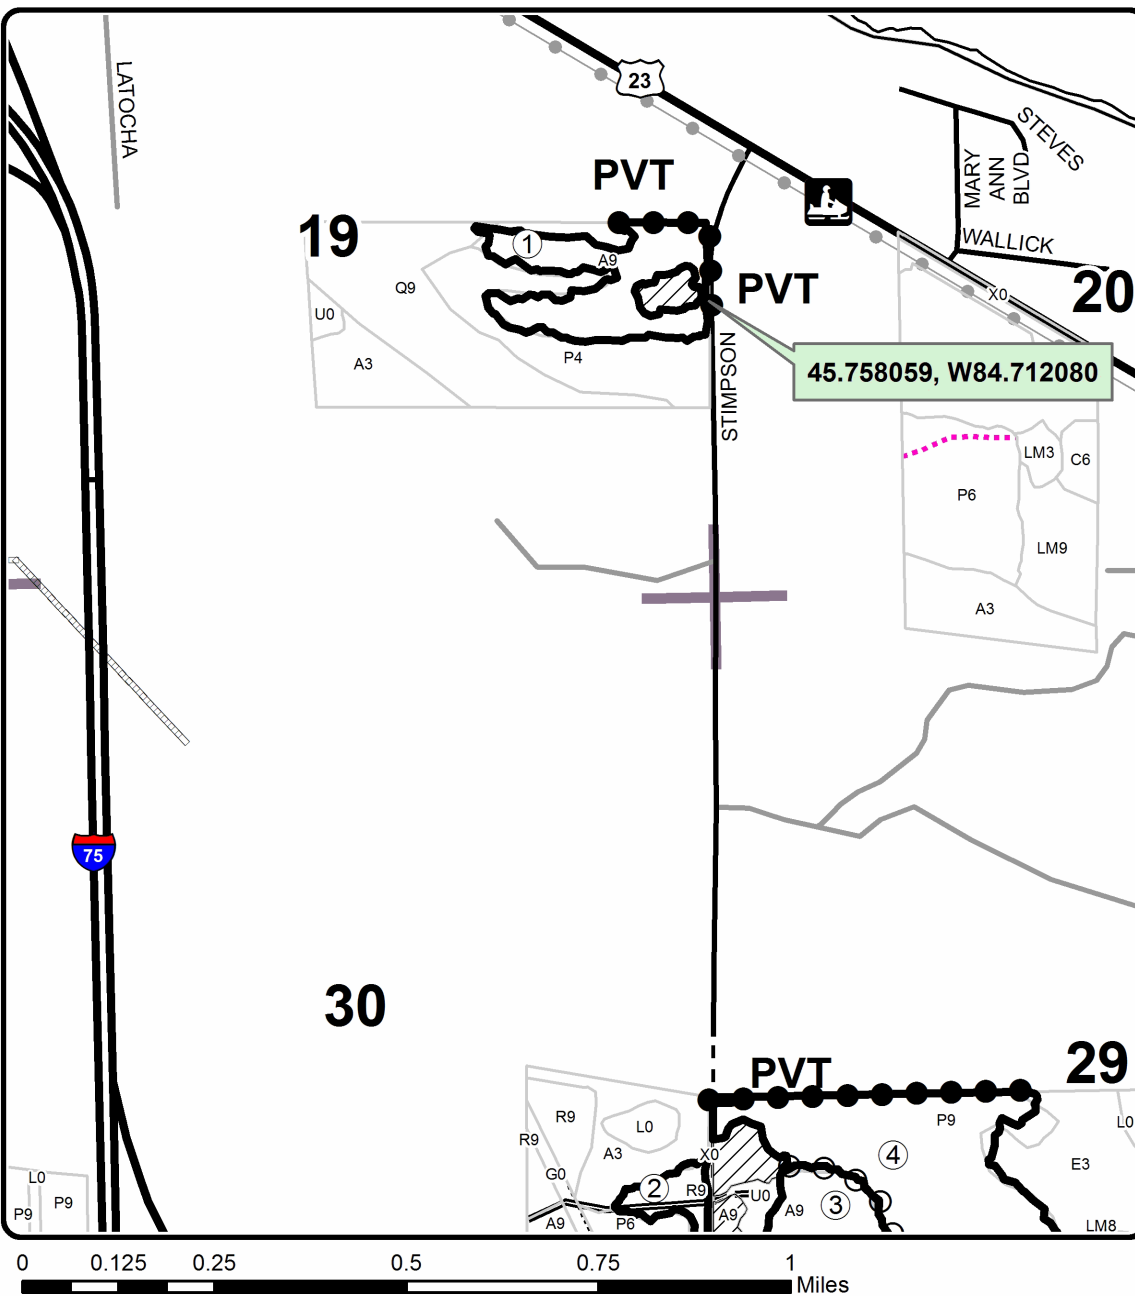 LATOCHA
23
STEVES
MARY
ANN
BLVD
WALLICK
PVT
19
1
A9
PVT
X0
20
Q9
U0
A3
P4
STIMPSON
45.758059, W84.712080
LM3
C6
P6
LM9
A3
75
30
29
PVT
R9
L0
P9
L0
R9
A3
X0
4
E3
G0
L0
P9
P9
2
R9
U0
A9
A9
3
A9
P6
LM8
0
0.125
0.25
0.5
0.75
1
Miles